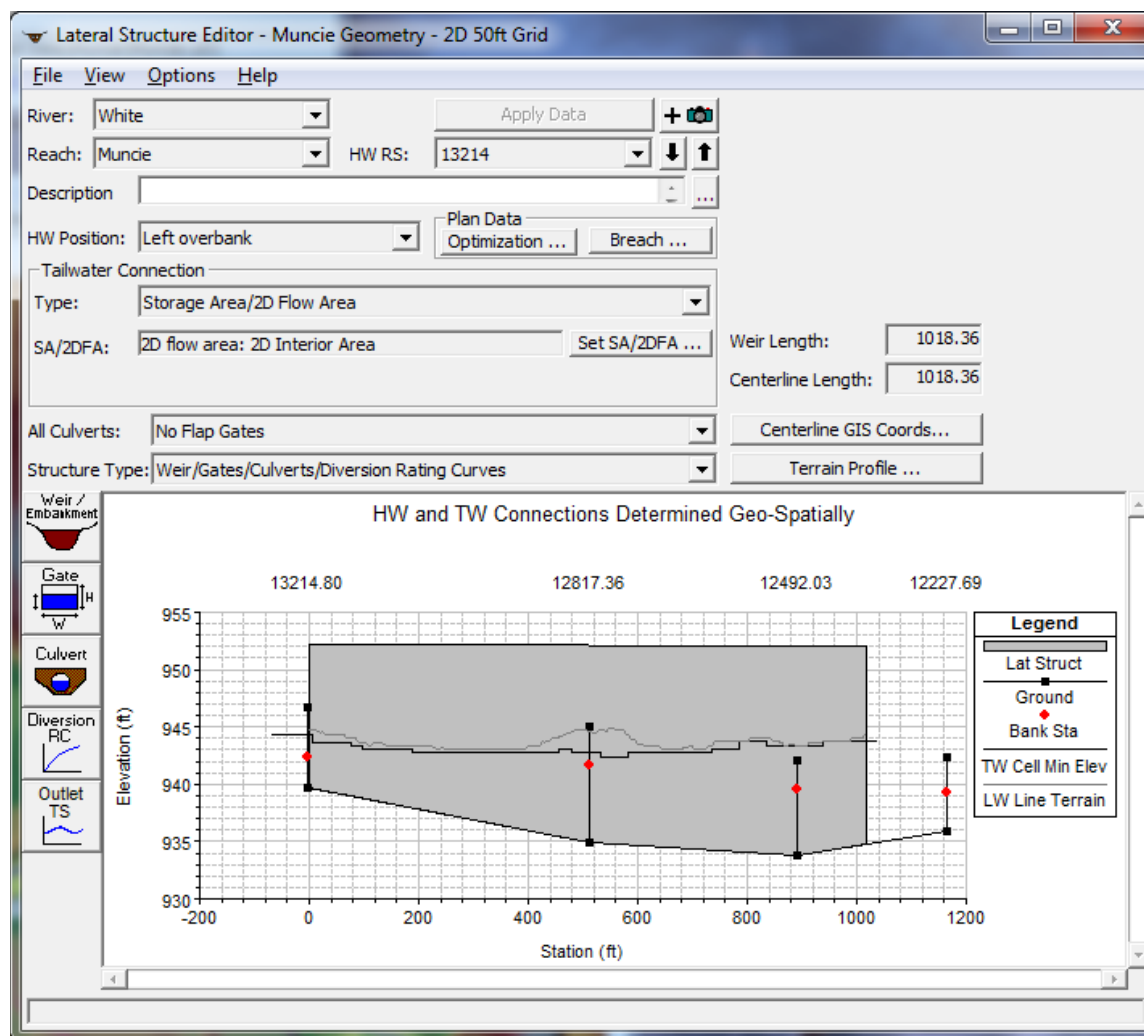 Lateral Structure Editor - Muncie Geometry - 2D 50ft Grid
File View Options Help
River: White Apply Data +
Reach: Muncie HW RS: 13214
Description ...
HW Position: Left overbank Plan Data Optimization ... Breach ...
Tailwater Connection
Type: Storage Area/2D Flow Area
SA/2DFA: 2D flow area: 2D Interior Area Set SA/2DFA ... Weir Length: 1018.36
Centerline Length: 1018.36
All Culverts: No Flap Gates Centerline GIS Coords...
Structure Type: Weir/Gates/Culverts/Diversion Rating Curves Terrain Profile ...
Weir /
Embankment
Gate
H
W
Culvert
Diversion
RC
Outlet
TS
HW and TW Connections Determined Geo-Spatially
13214.80 12817.36 12492.03 12227.69
955
950
945
940
935
930
Elevation (ft)
-200 0 200 400 600 800 1000 1200
Station (ft)
Legend
Lat Struct
Ground
Bank Sta
TW Cell Min Elev
LW Line Terrain